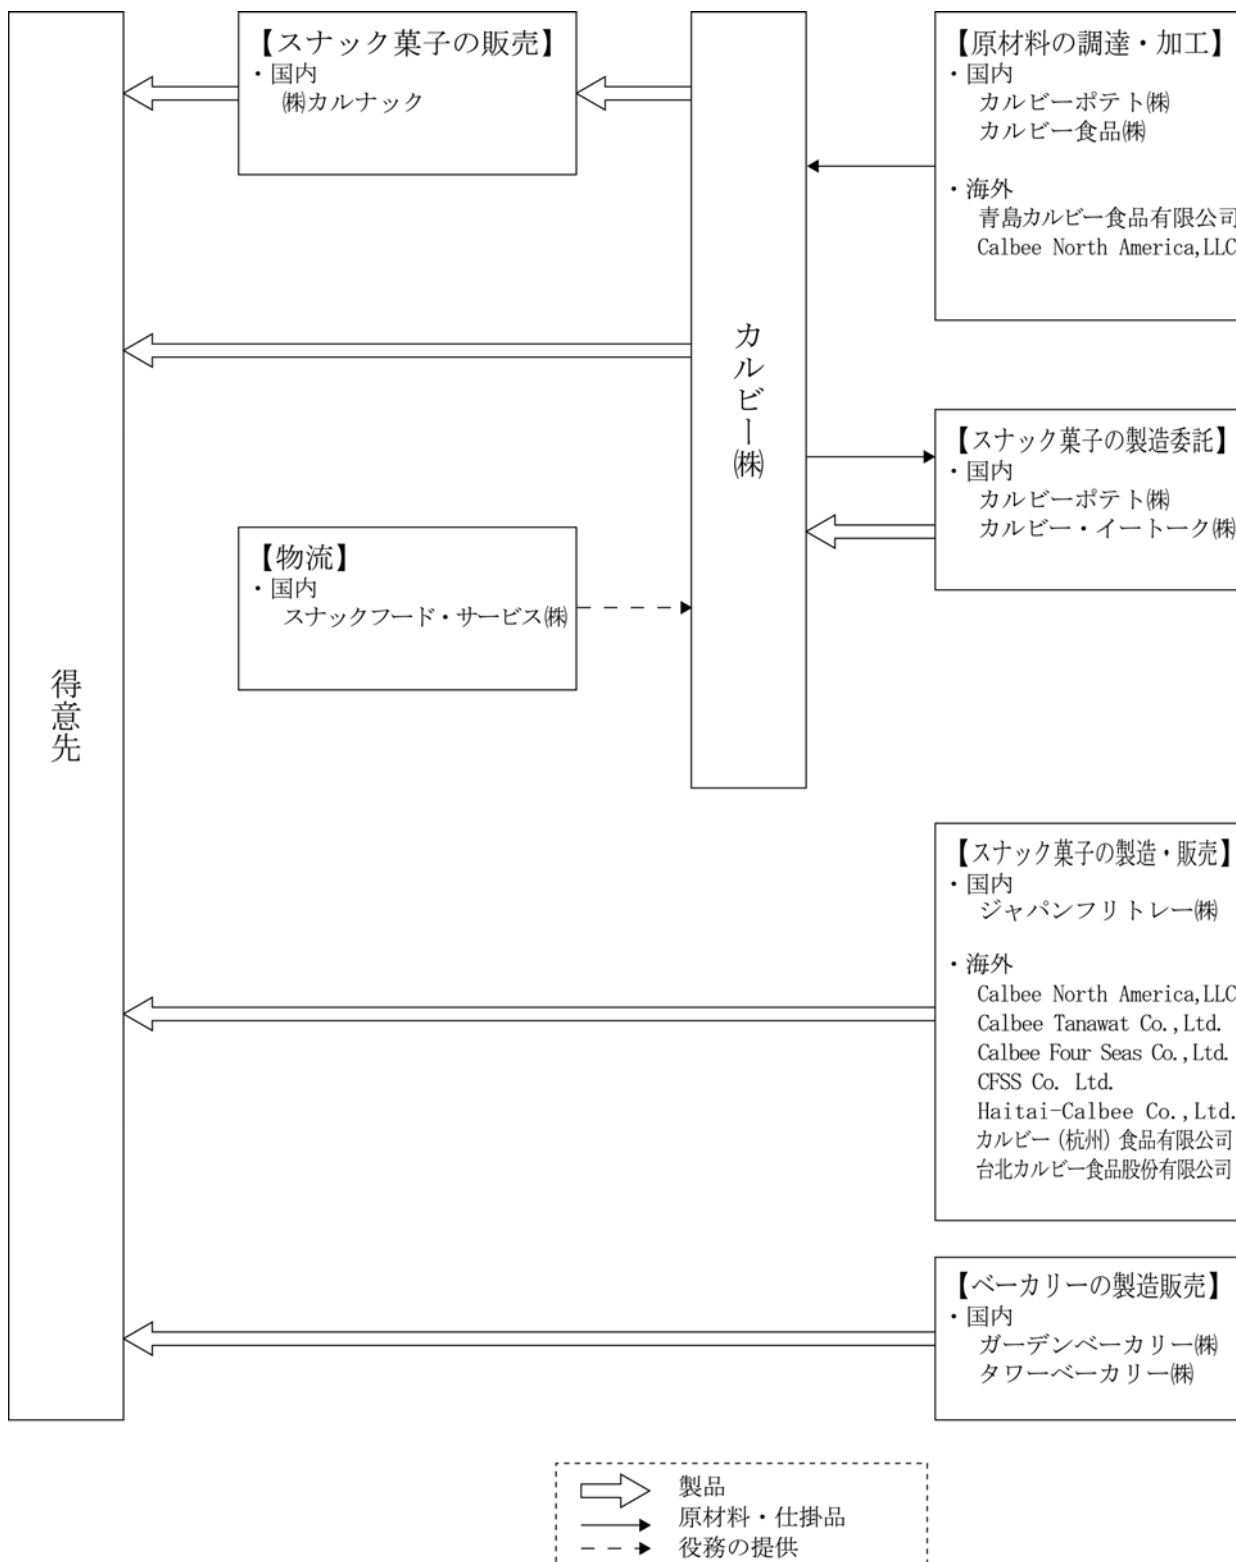 【スナック菓子の販売】
・国内
㈱カルナック
【原材料の調達・加工】
・国内
カルビーポテト㈱
カルビー食品㈱
・海外
青島カルビー食品有限公司
Calbee North America,LLC
カルビー㈱
【スナック菓子の製造委託】
・国内
カルビーポテト㈱
カルビー・イートーク㈱
【物流】
・国内
スナックフード・サービス㈱
得意先
【スナック菓子の製造・販売】
・国内
ジャパンフリトレー㈱
・海外
Calbee North America,LLC
Calbee Tanawat Co.,Ltd.
Calbee Four Seas Co.,Ltd.
CFSS Co. Ltd.
Haitai-Calbee Co.,Ltd.
カルビー(杭州)食品有限公司
台北カルビー食品股份有限公司
【ベーカリーの製造販売】
・国内
ガーデンベーカリー㈱
タワーベーカリー㈱
製品
原材料・仕掛品
役務の提供